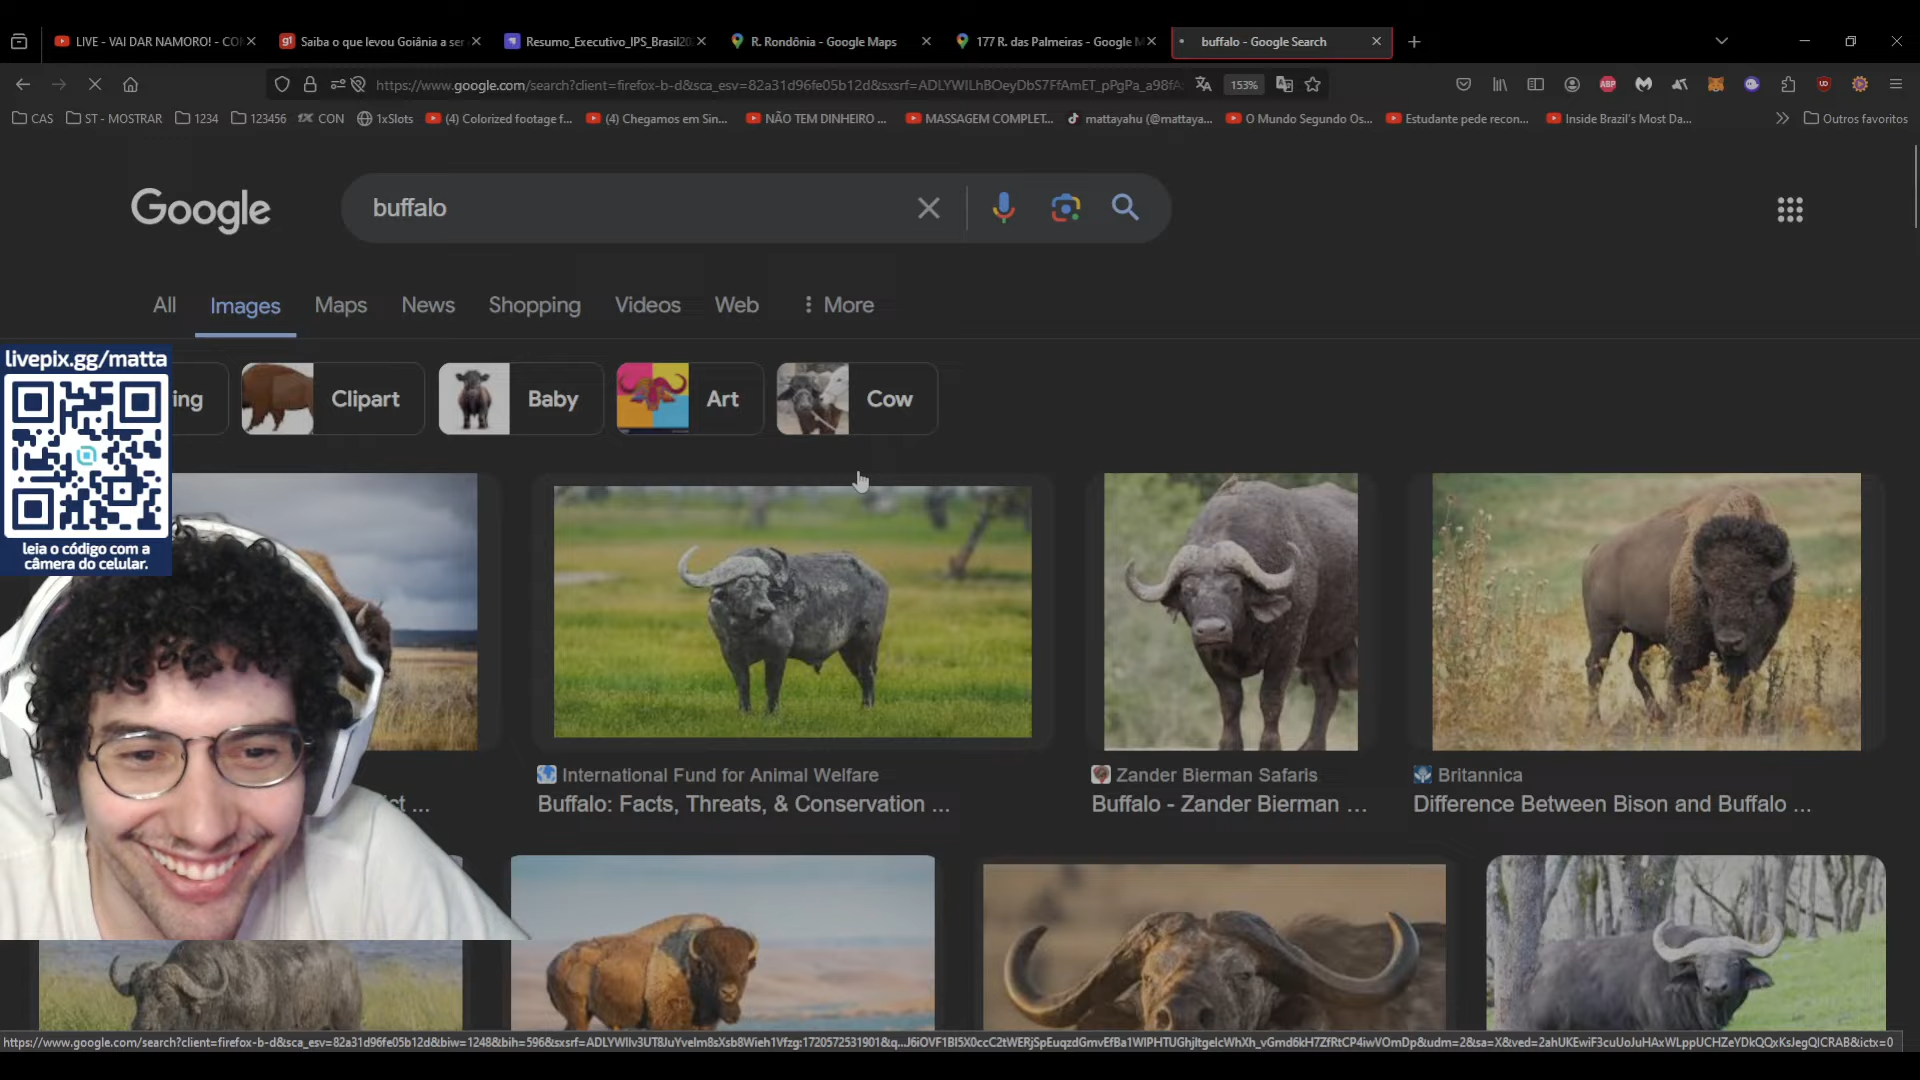 LIVE - VAI DAR NAMORO! - CO
Saiba o que levou Goiânia a ser
Resumo_Executivo_IPS_Brasil20
R. Rondônia - Google Maps
177 R. das Palmeiras - Google M
buffalo - Google Search
153%
CAS
ST - MOSTRAR
1234
123456
CON
1xSlots
(4) Colorized footage f...
(4) Chegamos em Sin...
NÃO TEM DINHEIRO ...
MASSAGEM COMPLET...
mattayahu (@mattaya...
O Mundo Segundo Os...
Estudante pede recon...
Inside Brazil's Most Da...
Outros favoritos
Google
buffalo
All
Images
Maps
News
Shopping
Videos
Web
More
livepix.gg/matta
ing
Clipart
Baby
Art
Cow
leia o código com a
câmera do celular.
International Fund for Animal Welfare
Buffalo: Facts, Threats, & Conservation ...
Zander Bierman Safaris
Buffalo - Zander Bierman ...
Britannica
Difference Between Bison and Buffalo ...
ct ...